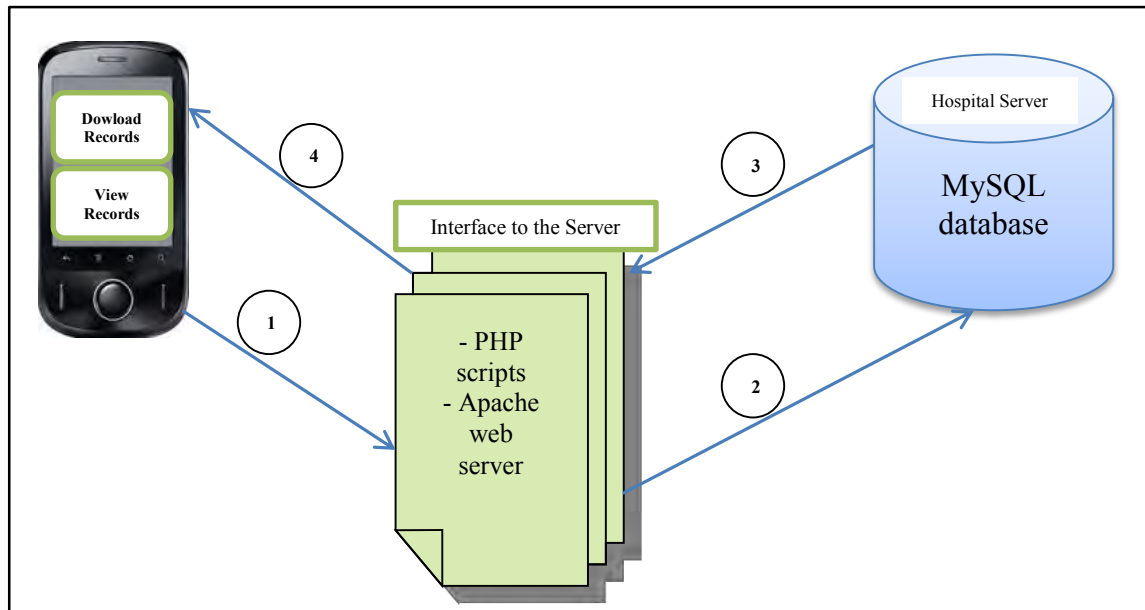 Dowload
Records
View
Records
4
1
Interface to the Server
- PHP
scripts
- Apache
web
server
3
2
Hospital Server
MySQL
database